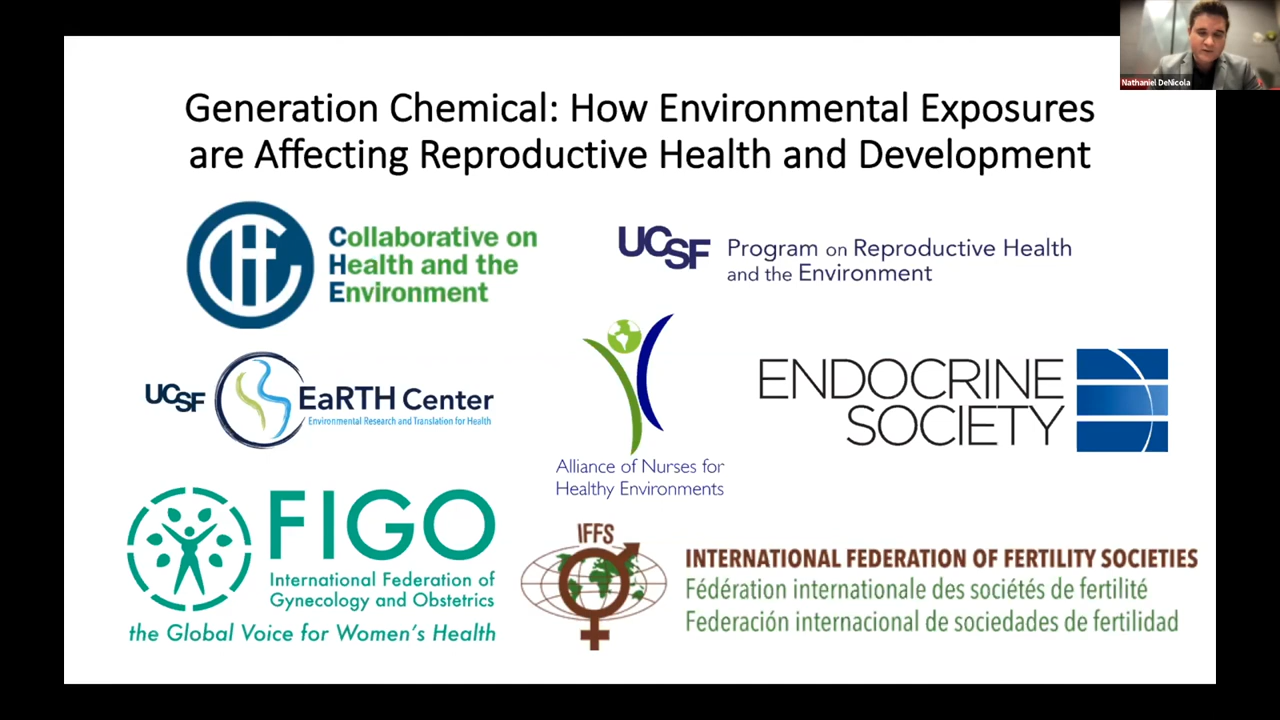 Nathaniel DeNicola
Generation Chemical: How Environmental Exposures
are Affecting Reproductive Health and Development
CHE
Collaborative on
Health and the
Environment
UCSF
Program on Reproductive Health
and the Environment
UCSF
EaRTH Center
Environmental Research and Translation for Health
Alliance of Nurses for
Healthy Environments
ENDOCRINE
SOCIETY
FIGO
International Federation of
Gynecology and Obstetrics
the Global Voice for Women's Health
IFFS
INTERNATIONAL FEDERATION OF FERTILITY SOCIETIES
Fédération internationale des sociétés de fertilité
Federación internacional de sociedades de fertilidad